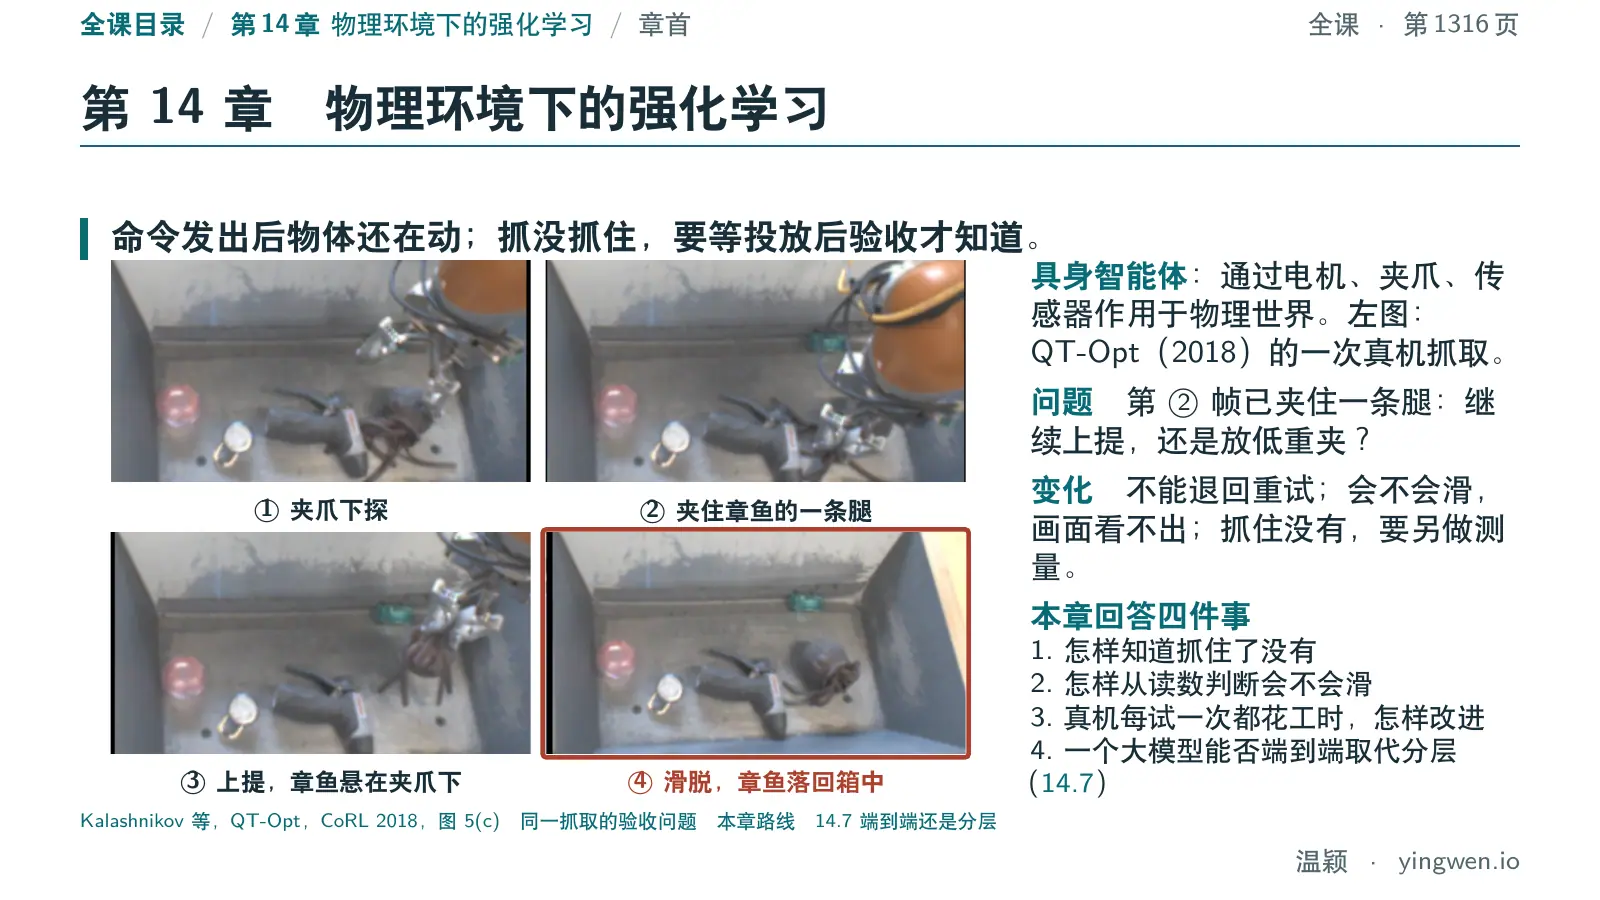 全课目录 / 第 14 章 物理环境下的强化学习 / 章首
全课 · 第 1316 页
第 14 章 物理环境下的强化学习
命令发出后物体还在动；抓没抓住，要等投放后验收才知道。
① 夹爪下探
② 夹住章鱼的一条腿
③ 上提，章鱼悬在夹爪下
④ 滑脱，章鱼落回箱中
Kalashnikov 等，QT-Opt，CoRL 2018，图 5(c) 同一抓取的验收问题 本章路线 14.7 端到端还是分层
具身智能体：通过电机、夹爪、传
感器作用于物理世界。左图：
QT-Opt（2018）的一次真机抓取。
问题 第 ② 帧已夹住一条腿：继
续上提，还是放低重夹？
变化 不能退回重试；会不会滑，
画面看不出；抓住没有，要另做测
量。
本章回答四件事
1. 怎样知道抓住了没有
2. 怎样从读数判断会不会滑
3. 真机每试一次都花工时，怎样改进
4. 一个大模型能否端到端取代分层
(14.7)
温颖 · yingwen.io